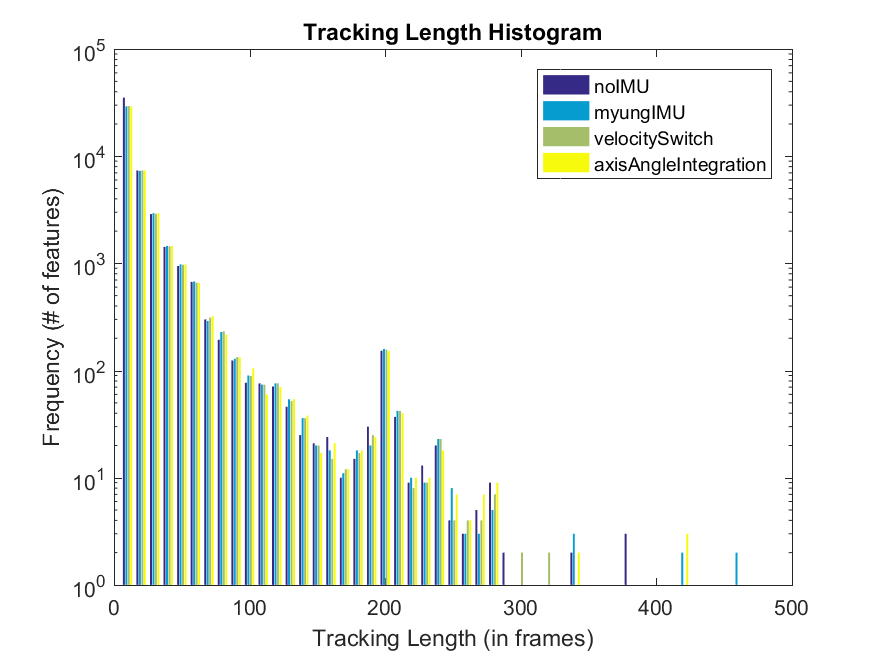 Tracking Length Histogram
noIMU
myungIMU
velocitySwitch
axisAngleIntegration
Frequency (# of features)
10^5
10^4
10^3
10^2
10^1
10^0
0 100 200 300 400 500
Tracking Length (in frames)